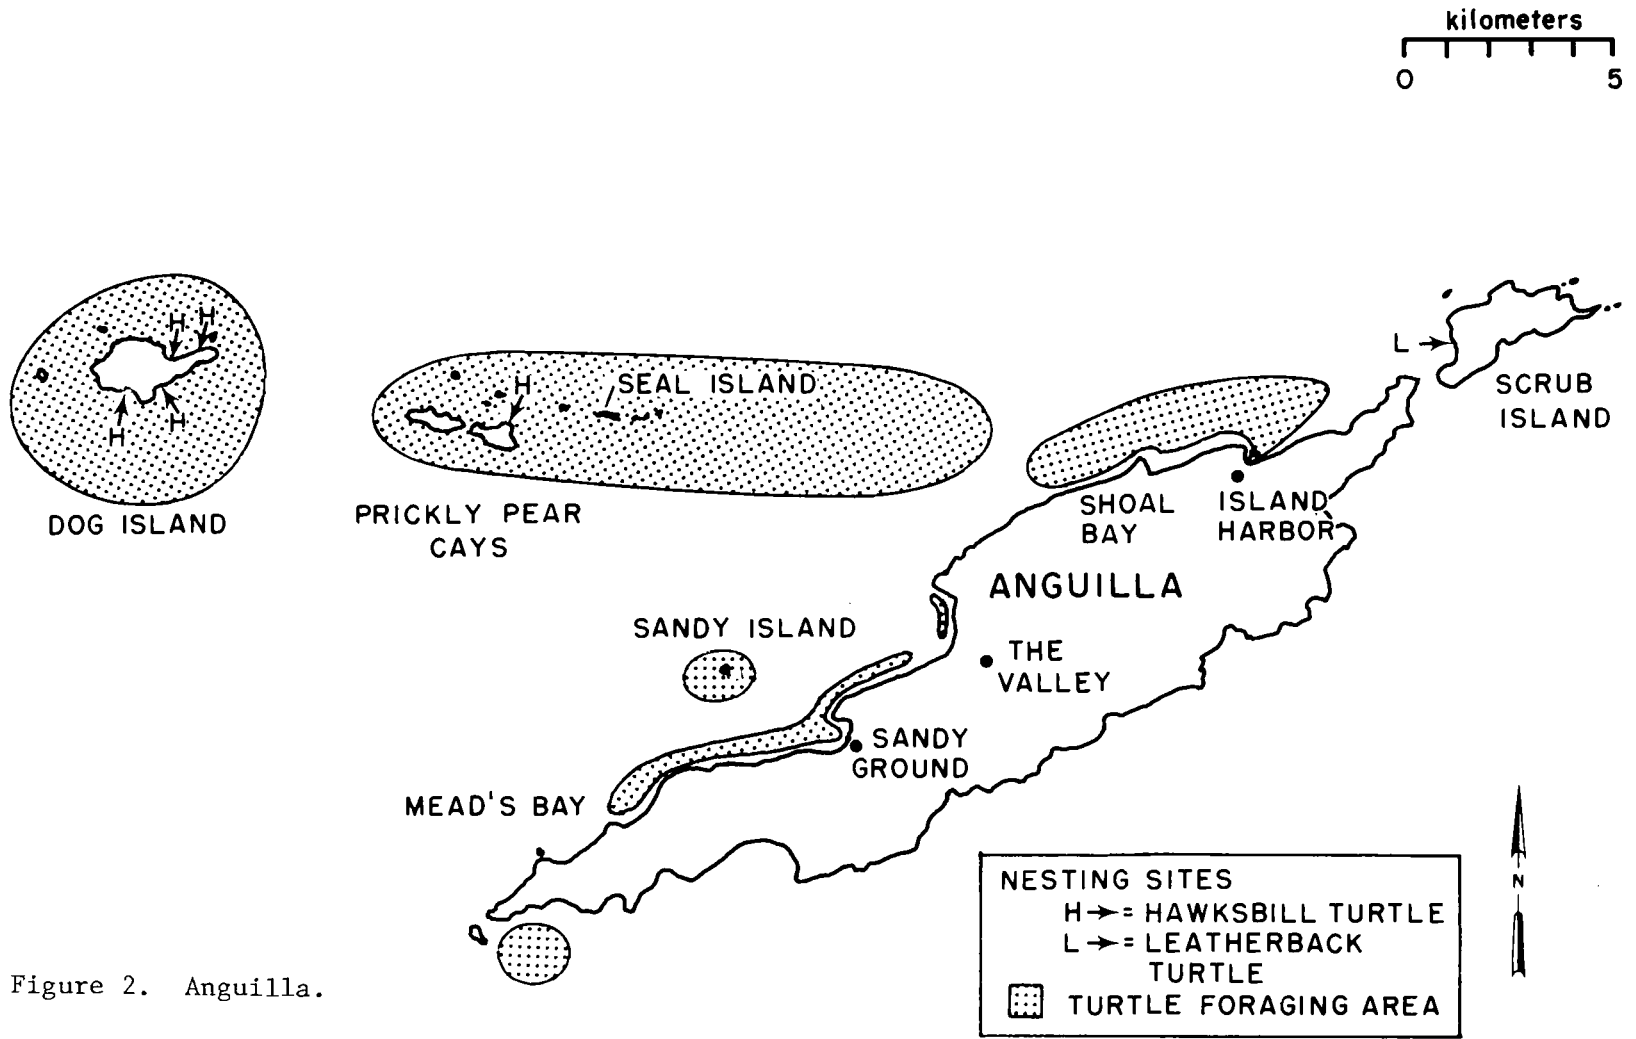 kilometers
0 5
H H
H
H
DOG ISLAND
H
SEAL ISLAND
PRICKLY PEAR
CAYS
L
SCRUB
ISLAND
SHOAL
BAY
ISLAND
HARBOR
ANGUILLA
SANDY ISLAND
THE
VALLEY
SANDY
GROUND
MEAD'S BAY
N
NESTING SITES
H = HAWKSBILL TURTLE
L = LEATHERBACK
TURTLE
TURTLE FORAGING AREA
Figure 2. Anguilla.